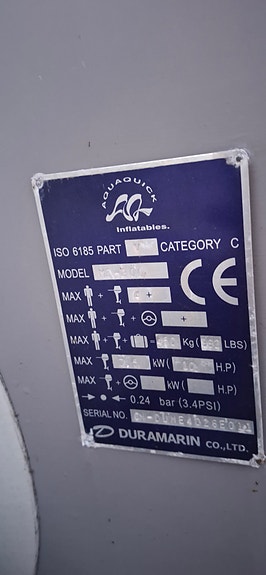 AQUAQUICK
AQ
Inflatables.
ISO 6185 PART CATEGORY C
MODEL
CE
MAX + +
MAX + + +
MAX + + Kg ( LBS)
MAX kW ( H.P)
MAX + kW ( H.P)
0.24 bar (3.4PSI)
SERIAL NO.
DURAMARIN CO.,LTD.